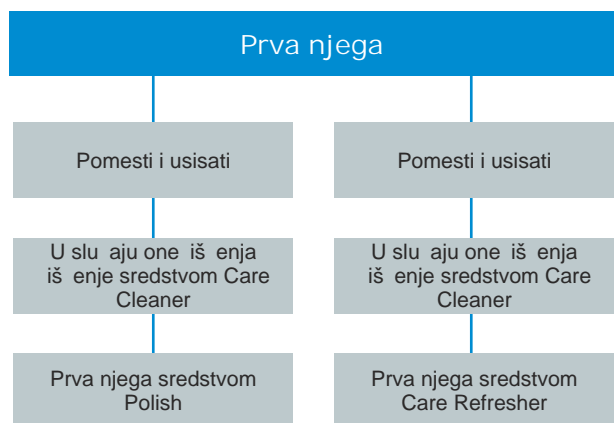 Prva njega
Pomesti i usisati
Pomesti i usisati
U slu aju one iš enja
iš enje sredstvom Care
Cleaner
U slu aju one iš enja
iš enje sredstvom Care
Cleaner
Prva njega sredstvom
Polish
Prva njega sredstvom
Care Refresher